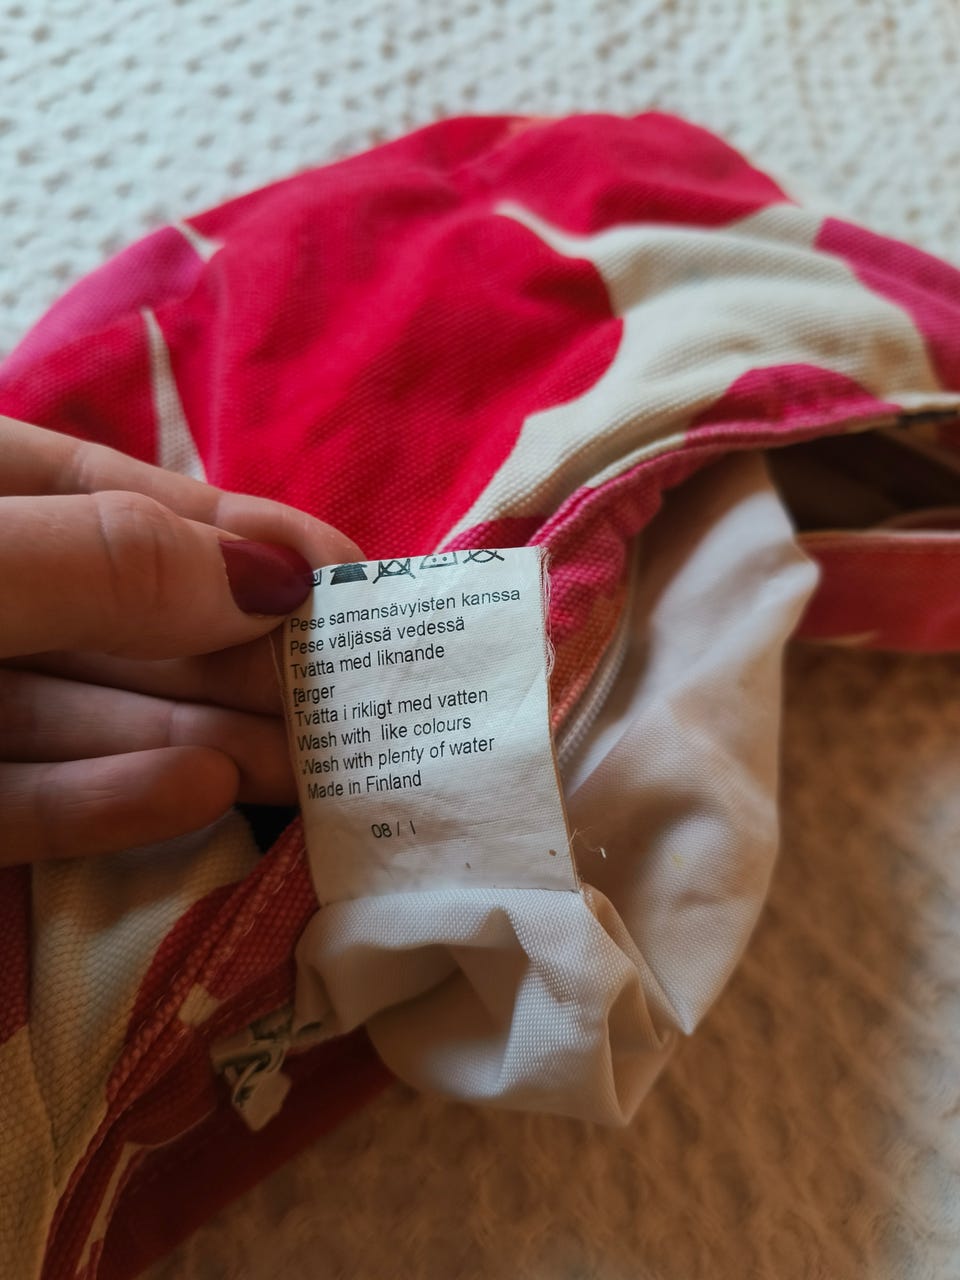 Pese samansävyisten kanssa
Pese väljässä vedessä
Tvätta med liknande
färger
Tvätta i rikligt med vatten
Wash with like colours
Wash with plenty of water
Made in Finland
08 / I